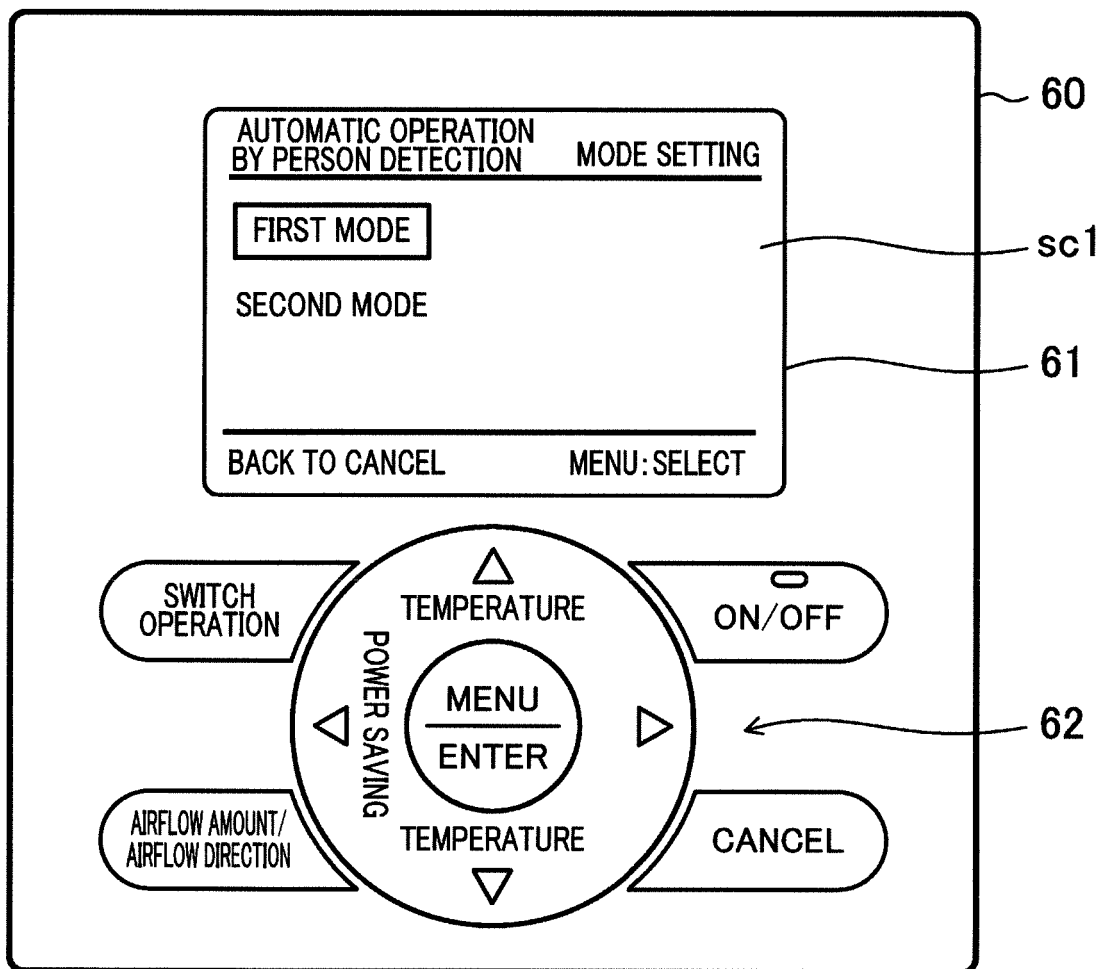 60
AUTOMATIC OPERATION
BY PERSON DETECTION
MODE SETTING
FIRST MODE
sc1
SECOND MODE
61
BACK TO CANCEL
MENU:SELECT
SWITCH
OPERATION
TEMPERATURE
ON/OFF
POWER SAVING
MENU
ENTER
62
AIRFLOW AMOUNT/
AIRFLOW DIRECTION
TEMPERATURE
CANCEL